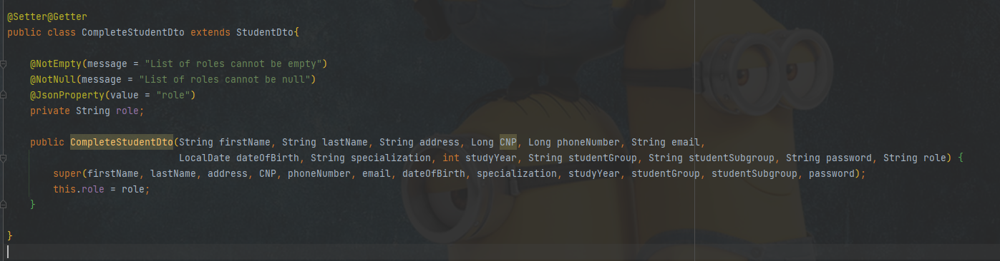 @Setter@Getter
public class CompleteStudentDto extends StudentDto{
@NotEmpty(message = "List of roles cannot be empty")
@NotNull(message = "List of roles cannot be null")
@JsonProperty(value = "role")
private String role;
public CompleteStudentDto(String firstName, String lastName, String address, Long CNP, Long phoneNumber, String email,
LocalDate dateOfBirth, String specialization, int studyYear, String studentGroup, String studentSubgroup, String password, String role) {
super(firstName, lastName, address, CNP, phoneNumber, email, dateOfBirth, specialization, studyYear, studentGroup, studentSubgroup, password);
this.role = role;
}
}